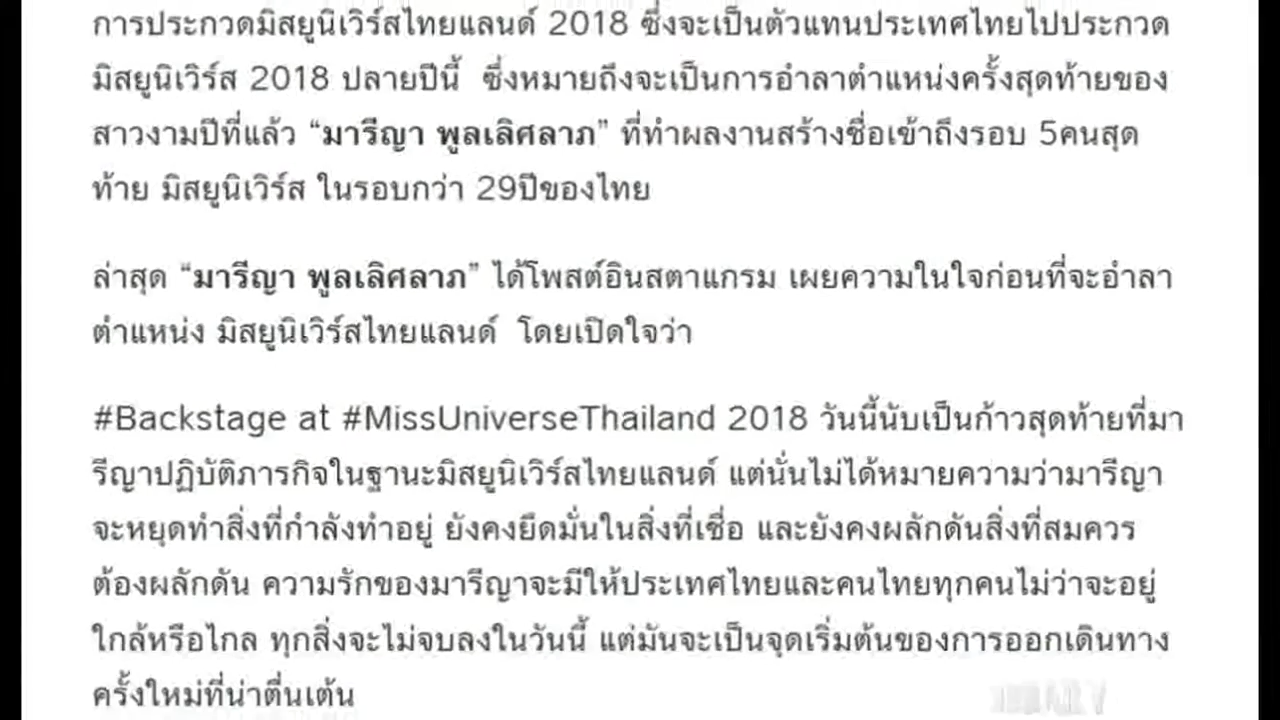 การประกวดมิสยูนิเวิร์สไทยแลนด์ 2018 ซึ่งจะเป็นตัวแทนประเทศไทยไปประกวด
มิสยูนิเวิร์ส 2018 ปลายปีนี้ ซึ่งหมายถึงจะเป็นการอำลาตำแหน่งครั้งสุดท้ายของ
สาวงามปีที่แล้ว “มารีญา พูลเลิศลาภ” ที่ทำผลงานสร้างชื่อเข้าถึงรอบ 5คนสุด
ท้าย มิสยูนิเวิร์ส ในรอบกว่า 29ปีของไทย
ล่าสุด “มารีญา พูลเลิศลาภ” ได้โพสต์อินสตาแกรม เผยความในใจก่อนที่จะอำลา
ตำแหน่ง มิสยูนิเวิร์สไทยแลนด์ โดยเปิดใจว่า
#Backstage at #MissUniverseThailand 2018 วันนี้นับเป็นก้าวสุดท้ายที่มา
รีญาปฏิบัติภารกิจในฐานะมิสยูนิเวิร์สไทยแลนด์ แต่นั่นไม่ได้หมายความว่ามารีญา
จะหยุดทำสิ่งที่กำลังทำอยู่ ยังคงยึดมั่นในสิ่งที่เชื่อ และยังคงผลักดันสิ่งที่สมควร
ต้องผลักดัน ความรักของมารีญาจะมีให้ประเทศไทยและคนไทยทุกคนไม่ว่าจะอยู่
ใกล้หรือไกล ทุกสิ่งจะไม่จบลงในวันนี้ แต่มันจะเป็นจุดเริ่มต้นของการออกเดินทาง
ครั้งใหม่ที่น่าตื่นเต้น